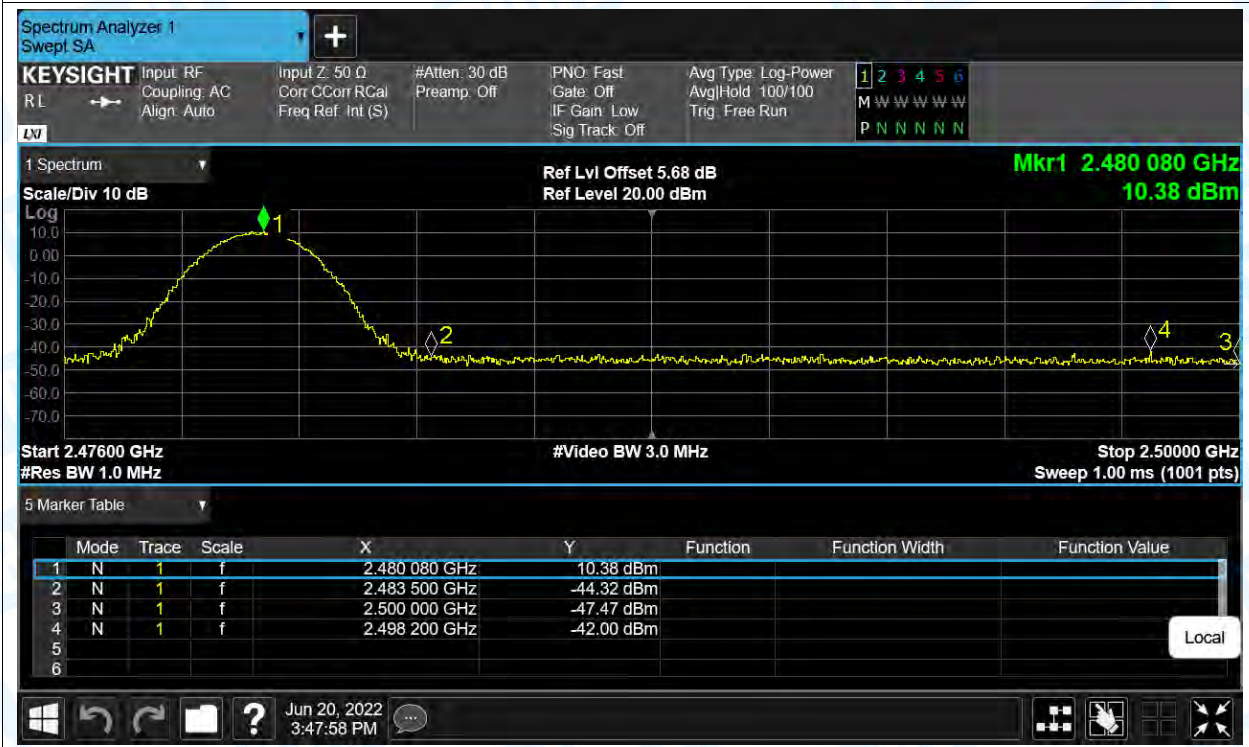 Spectrum Analyzer 1
Swept SA
+
KEYSIGHT Input: RF Input Z: 50 Ω #Atten: 30 dB PNO: Fast Avg Type: Log-Power 1 2 3 4 5 6
RL Coupling: AC Corr CCorr RCal Preamp: Off Gate: Off Avg|Hold: 100/100 M W W W W W
Align: Auto Freq Ref: Int (S) IF Gain: Low Trig: Free Run
LXI Sig Track: Off P N N N N N
1 Spectrum Mkr1 2.480 080 GHz
Ref Lvl Offset 5.68 dB
Scale/Div 10 dB Ref Level 20.00 dBm 10.38 dBm
Log
1
10.0
0.00
-10.0
-20.0
-30.0
2 4 3
-40.0
-50.0
-60.0
-70.0
Start 2.47600 GHz #Video BW 3.0 MHz Stop 2.50000 GHz
#Res BW 1.0 MHz Sweep 1.00 ms (1001 pts)
5 Marker Table
Mode Trace Scale X Y Function Function Width Function Value
1 N 1 f 2.480 080 GHz 10.38 dBm
2 N 1 f 2.483 500 GHz -44.32 dBm
3 N 1 f 2.500 000 GHz -47.47 dBm
4 N 1 f 2.498 200 GHz -42.00 dBm
5
Local
6
? Jun 20, 2022
3:47:58 PM